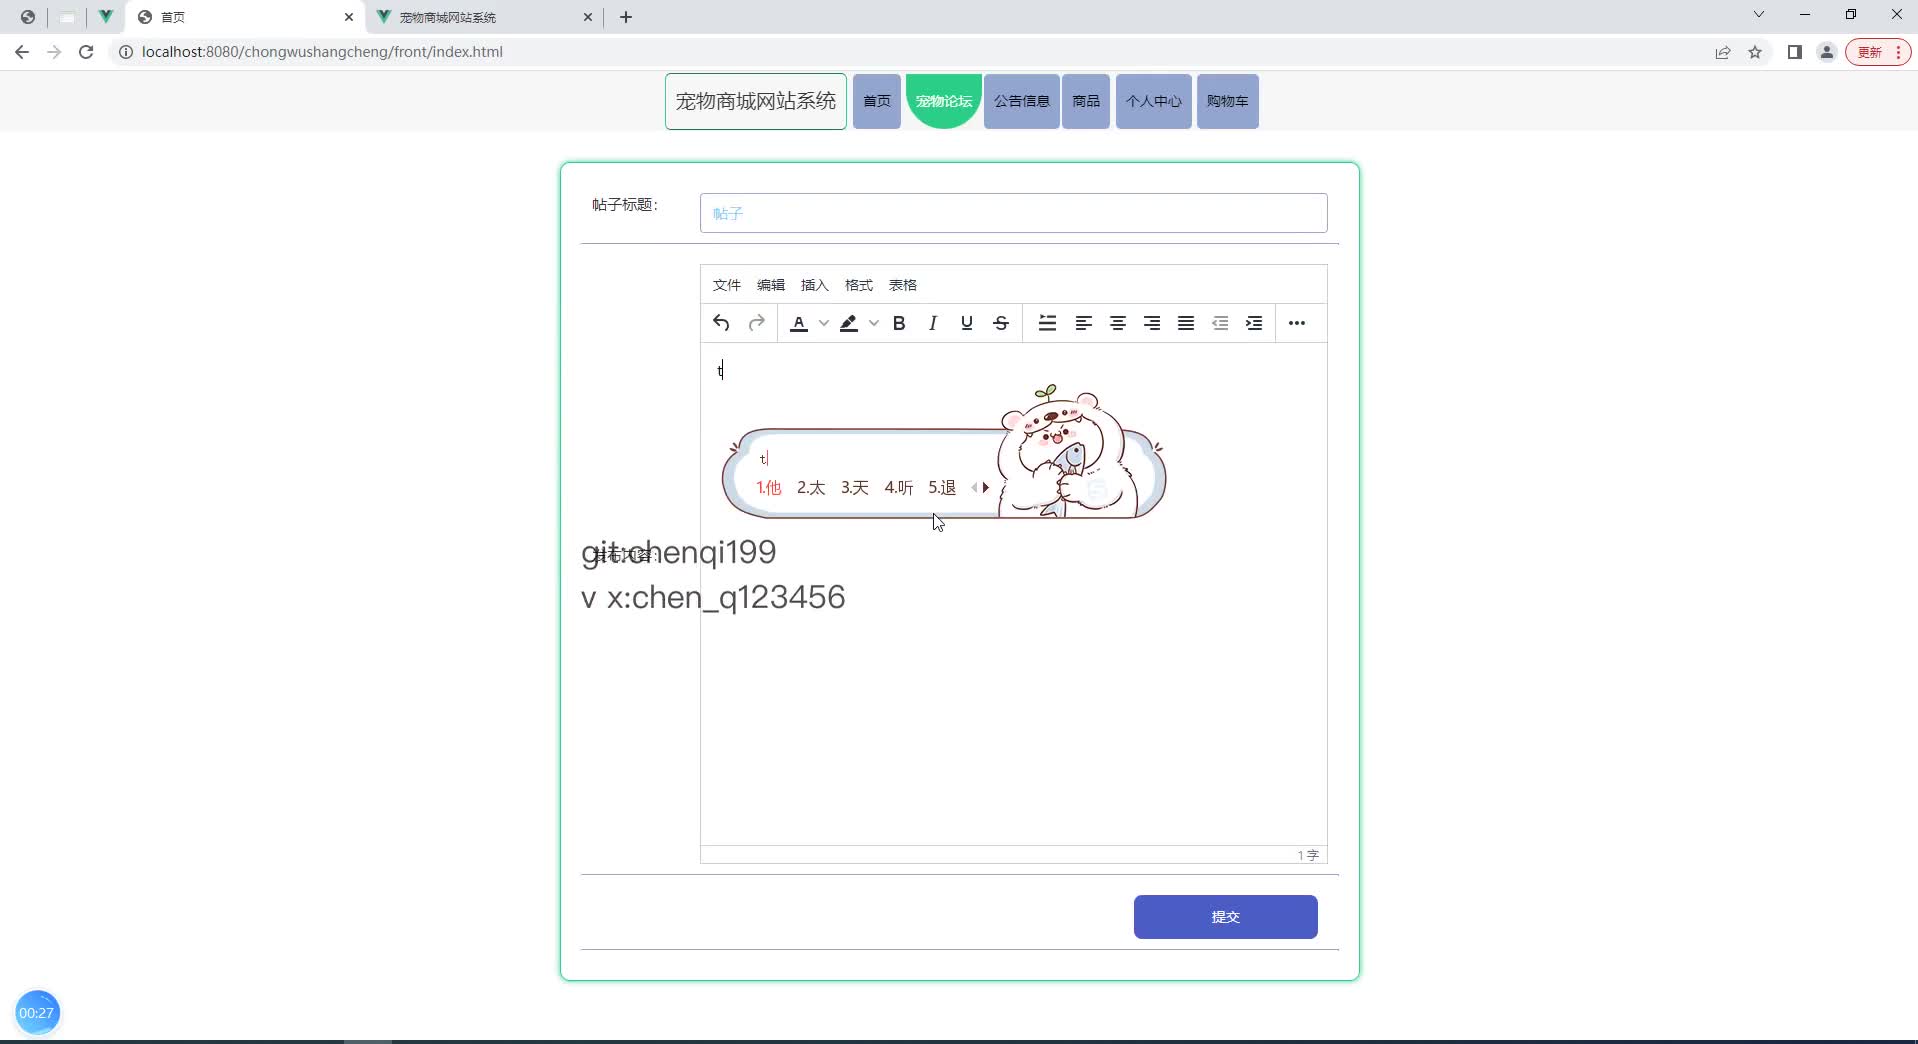 首页
宠物商城网站系统
localhost:8080/chongwushangcheng/front/index.html
更新
宠物商城网站系统
首页
宠物论坛
公告信息
商品
个人中心
购物车
帖子标题：
帖子
文件 编辑 插入 格式 表格
A B I U S
t
t
1.他 2.太 3.天 4.听 5.退
发布内容：
git:chenqi199
v x:chen_q123456
1 字
提交
00:27